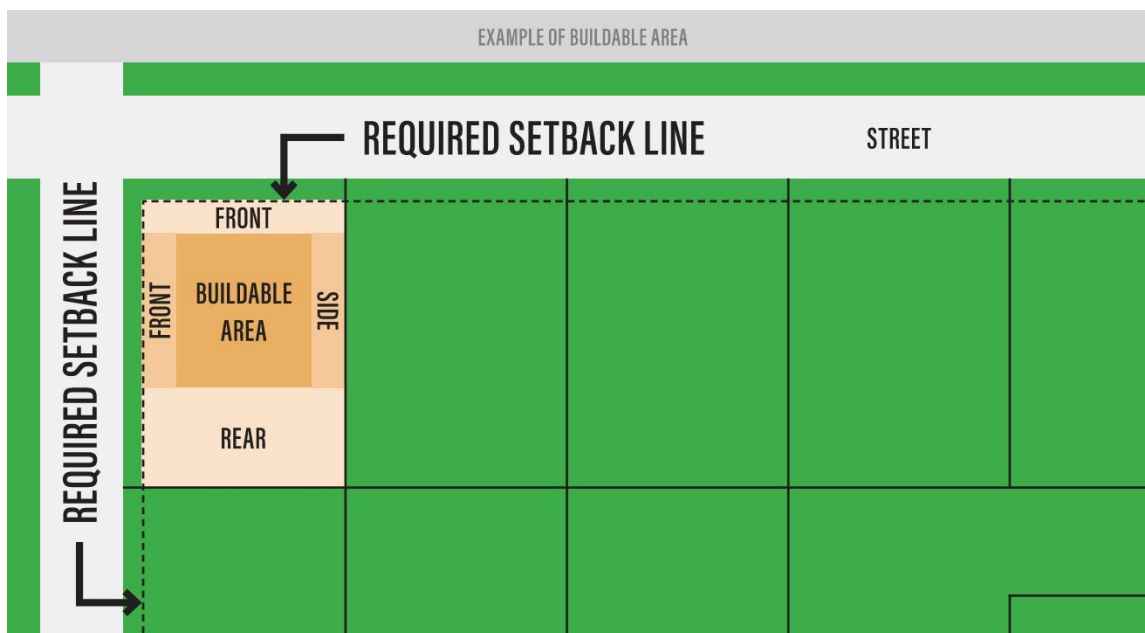 EXAMPLE OF BUILDABLE AREA
REQUIRED SETBACK LINE
STREET
REQUIRED SETBACK LINE
FRONT
FRONT
BUILDABLE
AREA
SIDE
REAR